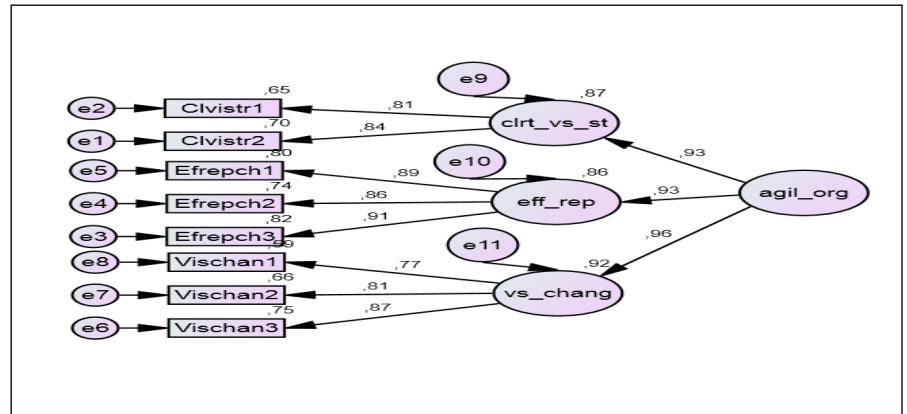 e9
,65
,87
e2
Clvistr1
,81
clrt_vs_st
,70
e1
Clvistr2
,84
,80
e10
,93
e5
Efrepch1
,89
,86
,74
e4
Efrepch2
,86
eff_rep
,93
agil_org
,82
e3
Efrepch3
,91
,59
e11
,96
e8
Vischan1
,77
,92
,66
e7
Vischan2
,81
vs_chang
,75
e6
Vischan3
,87